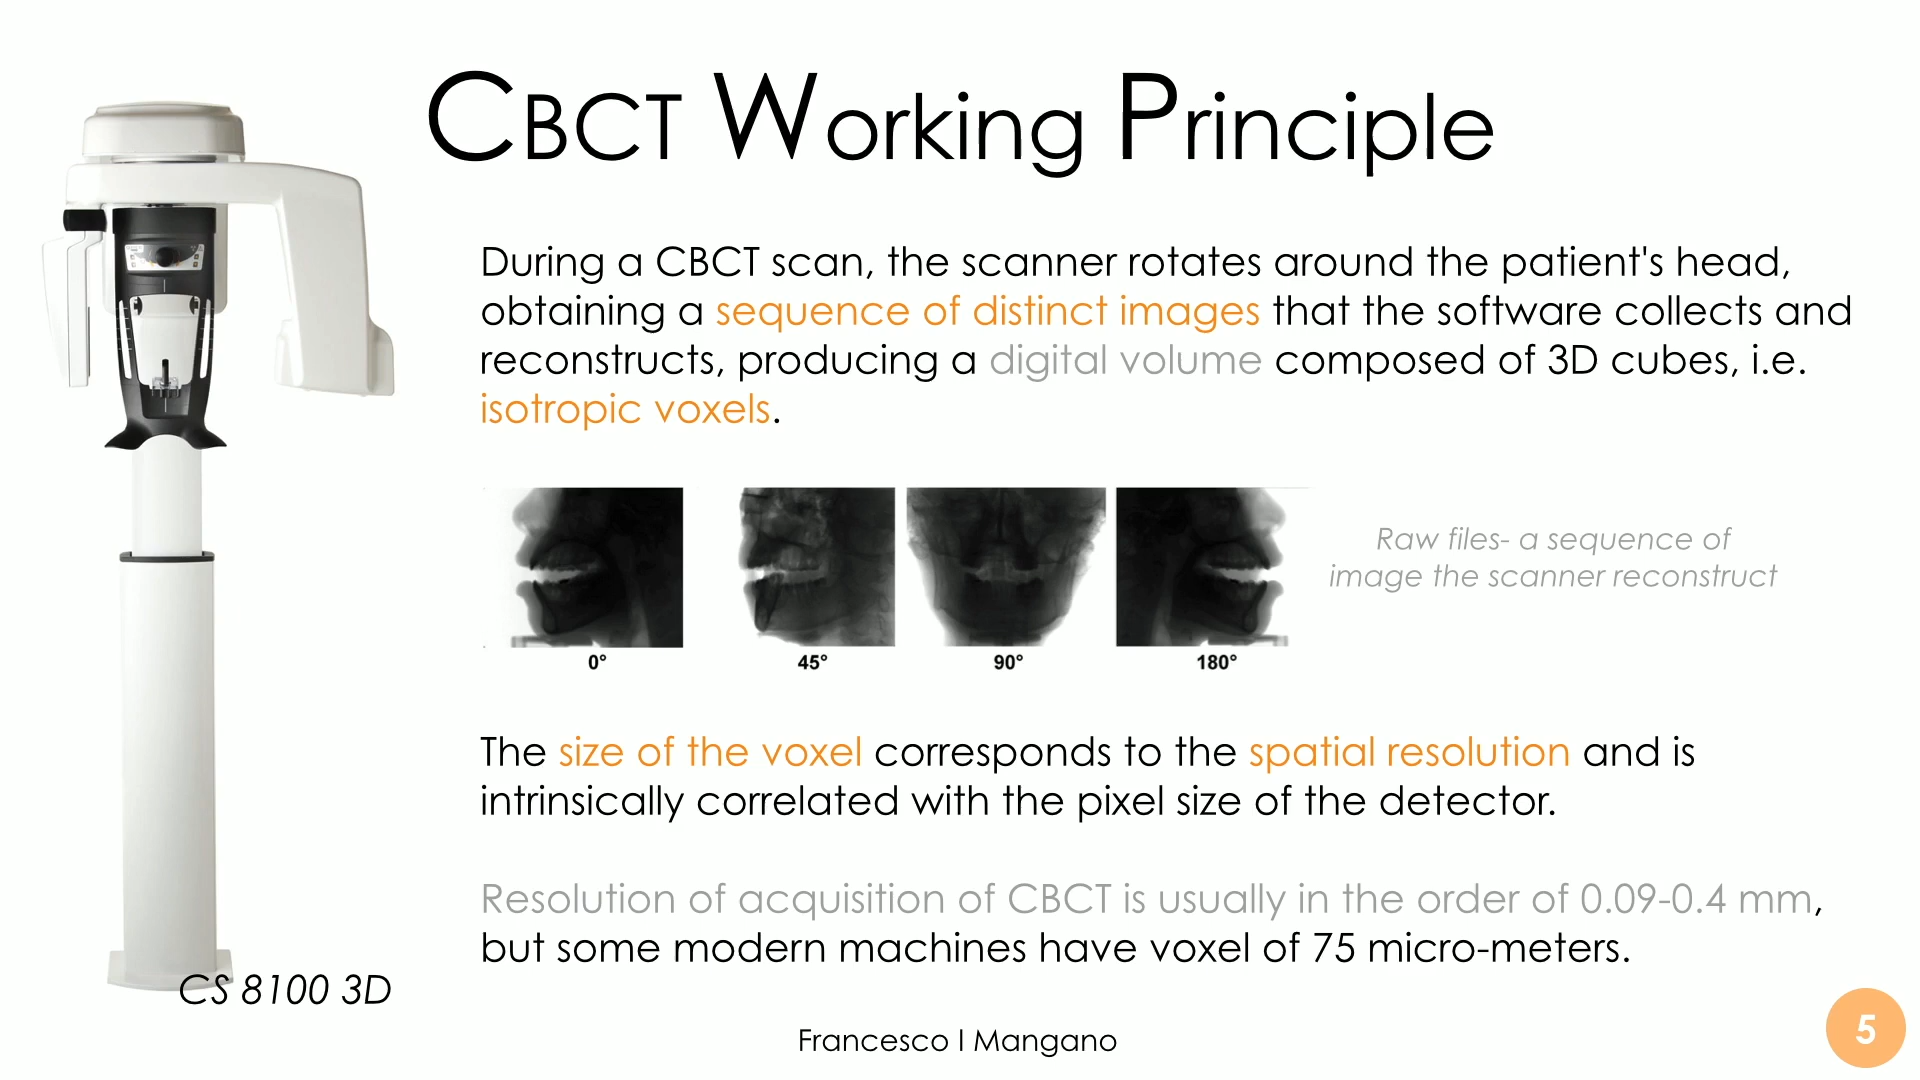 CBCT Working Principle
During a CBCT scan, the scanner rotates around the patient's head,
obtaining a sequence of distinct images that the software collects and
reconstructs, producing a digital volume composed of 3D cubes, i.e.
isotropic voxels.
Raw files- a sequence of
image the scanner reconstruct
0° 45° 90° 180°
The size of the voxel corresponds to the spatial resolution and is
intrinsically correlated with the pixel size of the detector.
Resolution of acquisition of CBCT is usually in the order of 0.09-0.4 mm,
but some modern machines have voxel of 75 micro-meters.
CS 8100 3D
Francesco I Mangano
5